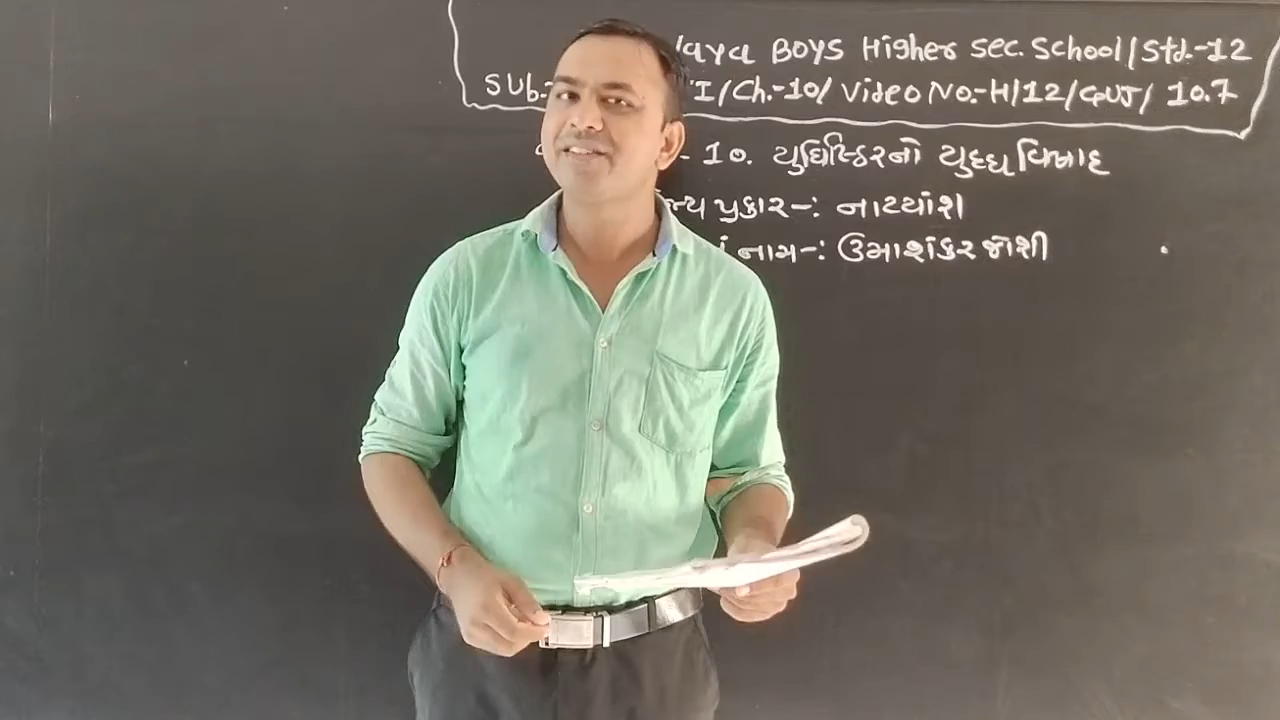 BOYS Higher sec. School/Std.-12
SUb.- I/Ch.-10/ Video No.-H/12/GUJ/ 10.7
- 10. યુધિષ્ઠિરનો યુદ્ધવિષાદ
પ્રકાર-: નાટ્યાંશ
નામ-: ઉમાશંકર જોશી